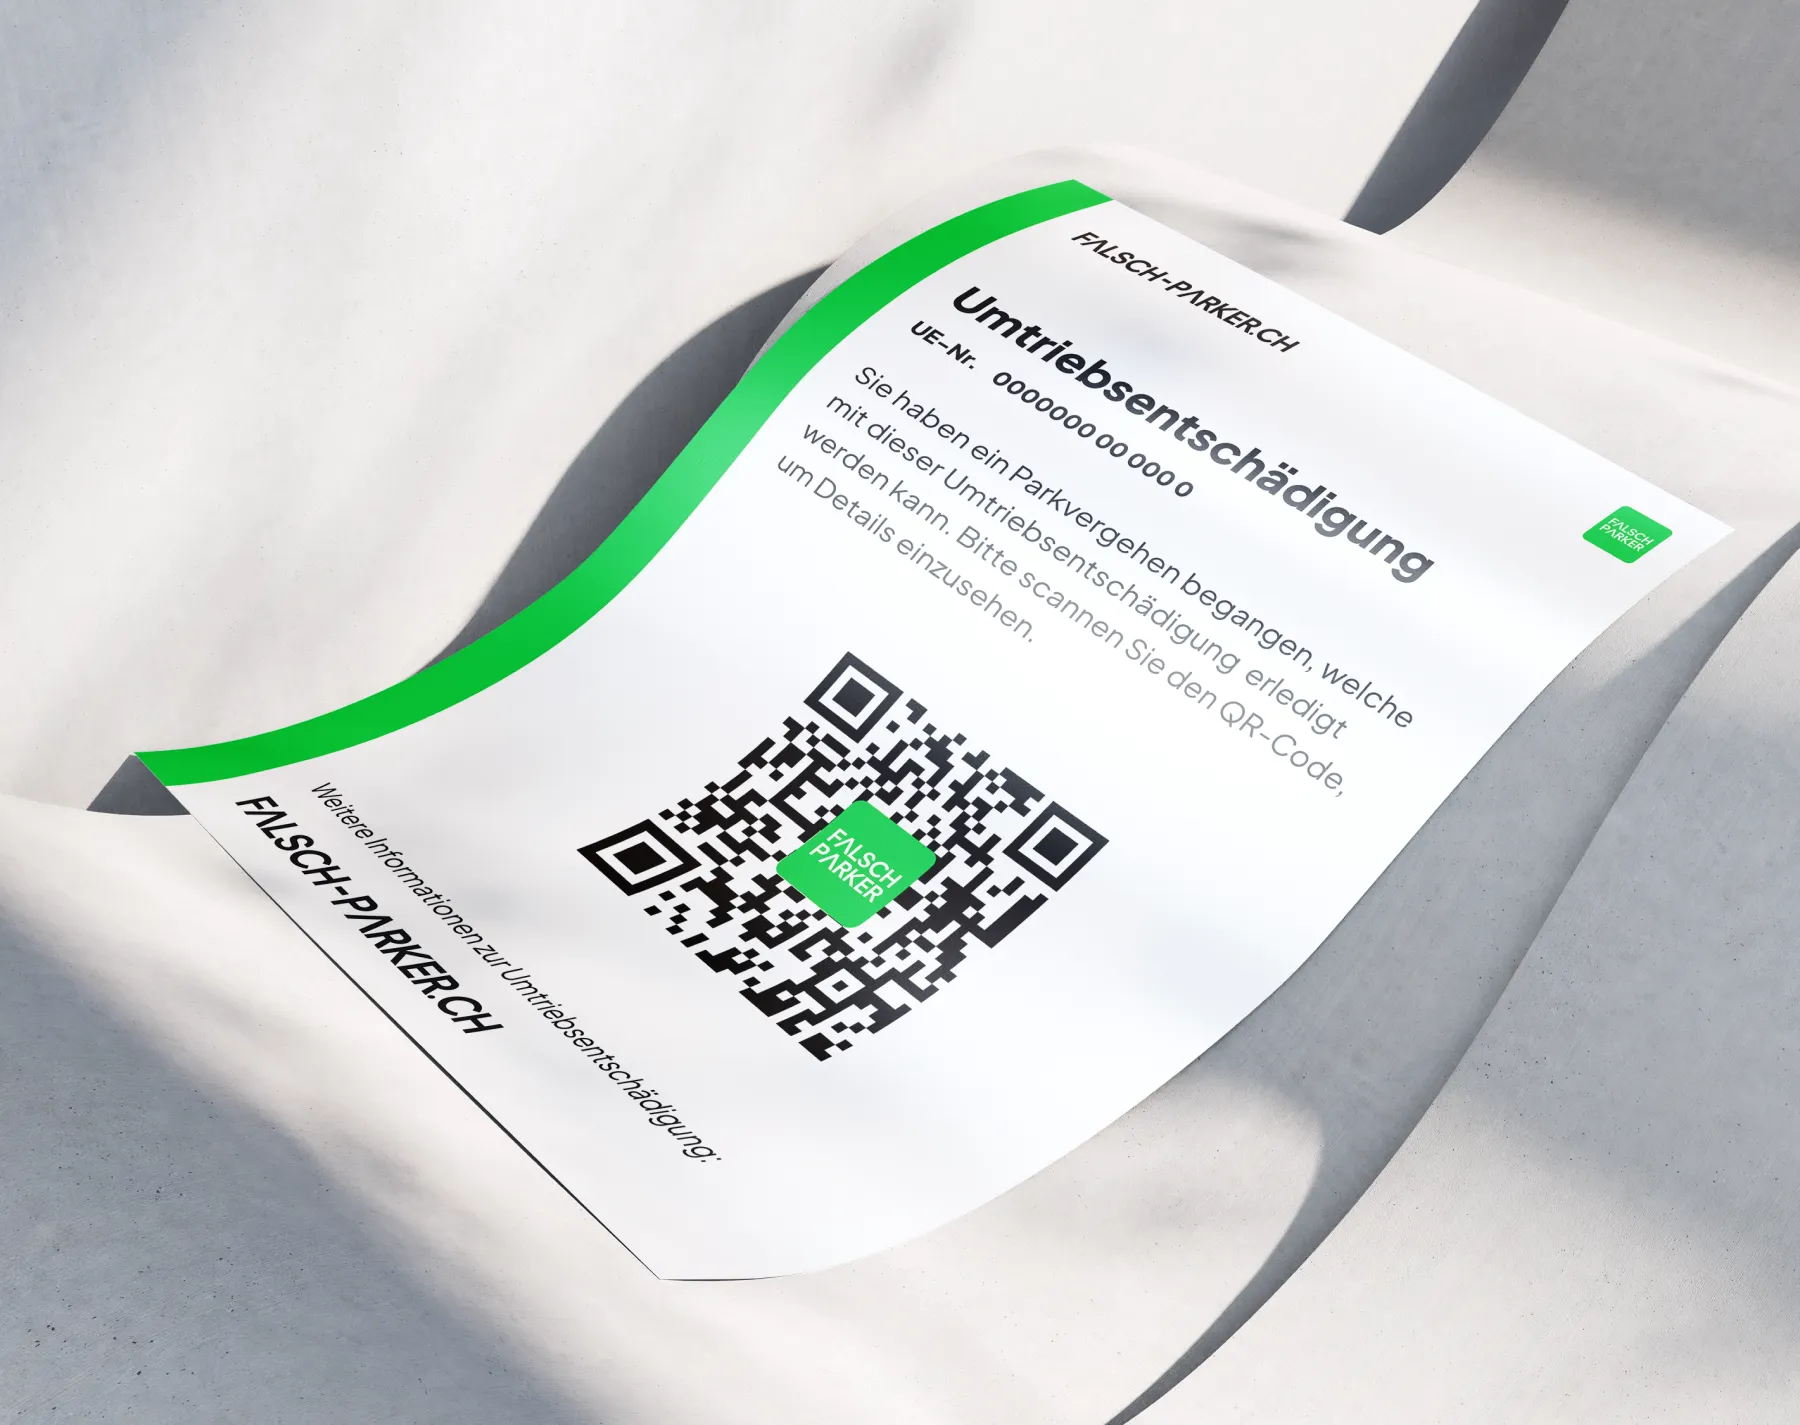 FALSCH-PARKER.CH
Umtriebsentschädigung
UE-Nr. 000000 00 000 0
Sie haben ein Parkvergehen begangen, welche
mit dieser Umtriebsentschädigung erledigt
werden kann. Bitte scannen Sie den QR-Code,
um Details einzusehen.
FALSCH
PARKER
FALSCH
PARKER
Weitere Informationen zur Umtriebsentschädigung:
FALSCH-PARKER.CH